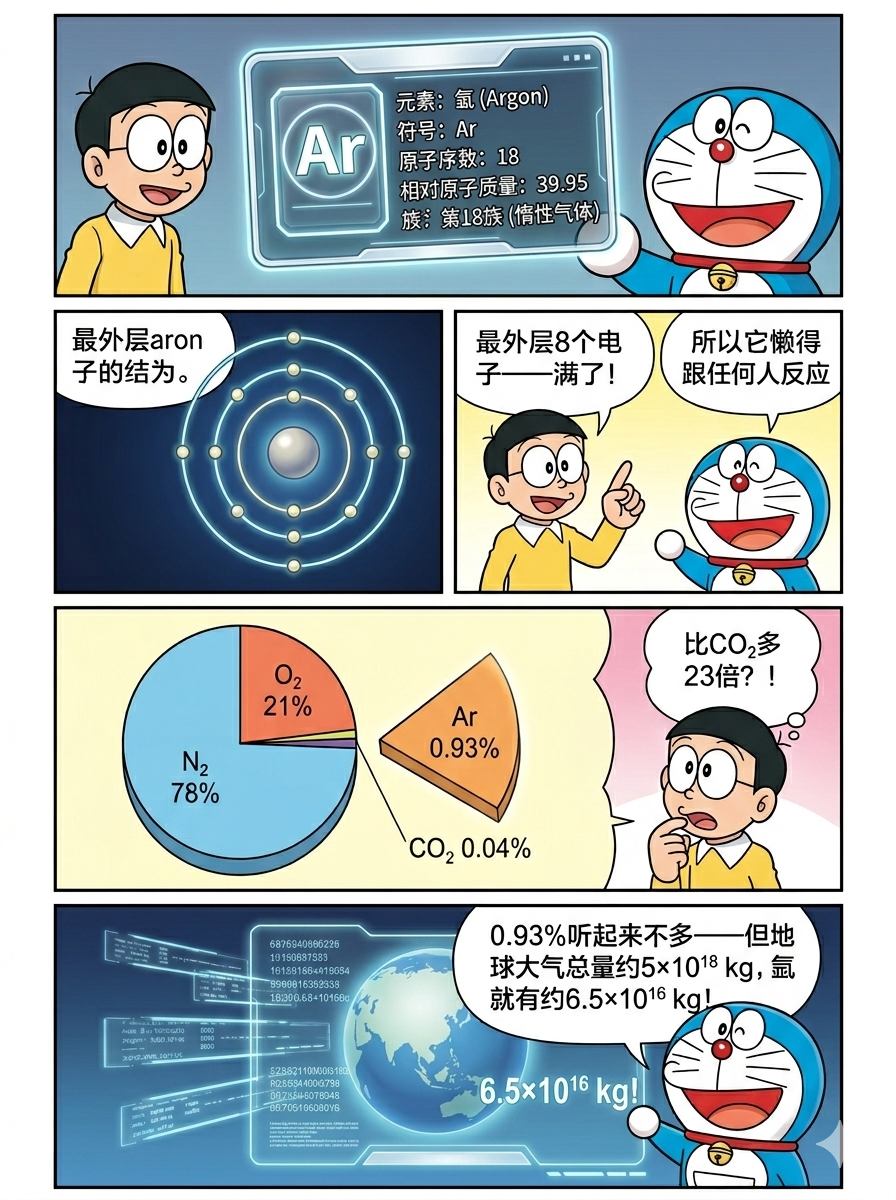 Ar
元素：氩 (Argon)
符号：Ar
原子序数：18
相对原子质量：39.95
族：第18族 (惰性气体)
最外层aron
子的结为。
最外层8个电
子——满了！
所以它懒得
跟任何人反应
O₂
21%
N₂
78%
Ar
0.93%
CO₂ 0.04%
比CO₂多
23倍？！
0.93%听起来不多——但地
球大气总量约5×10¹⁸ kg, 氩
就有约6.5×10¹⁶ kg!
6.5×10¹⁶ kg!